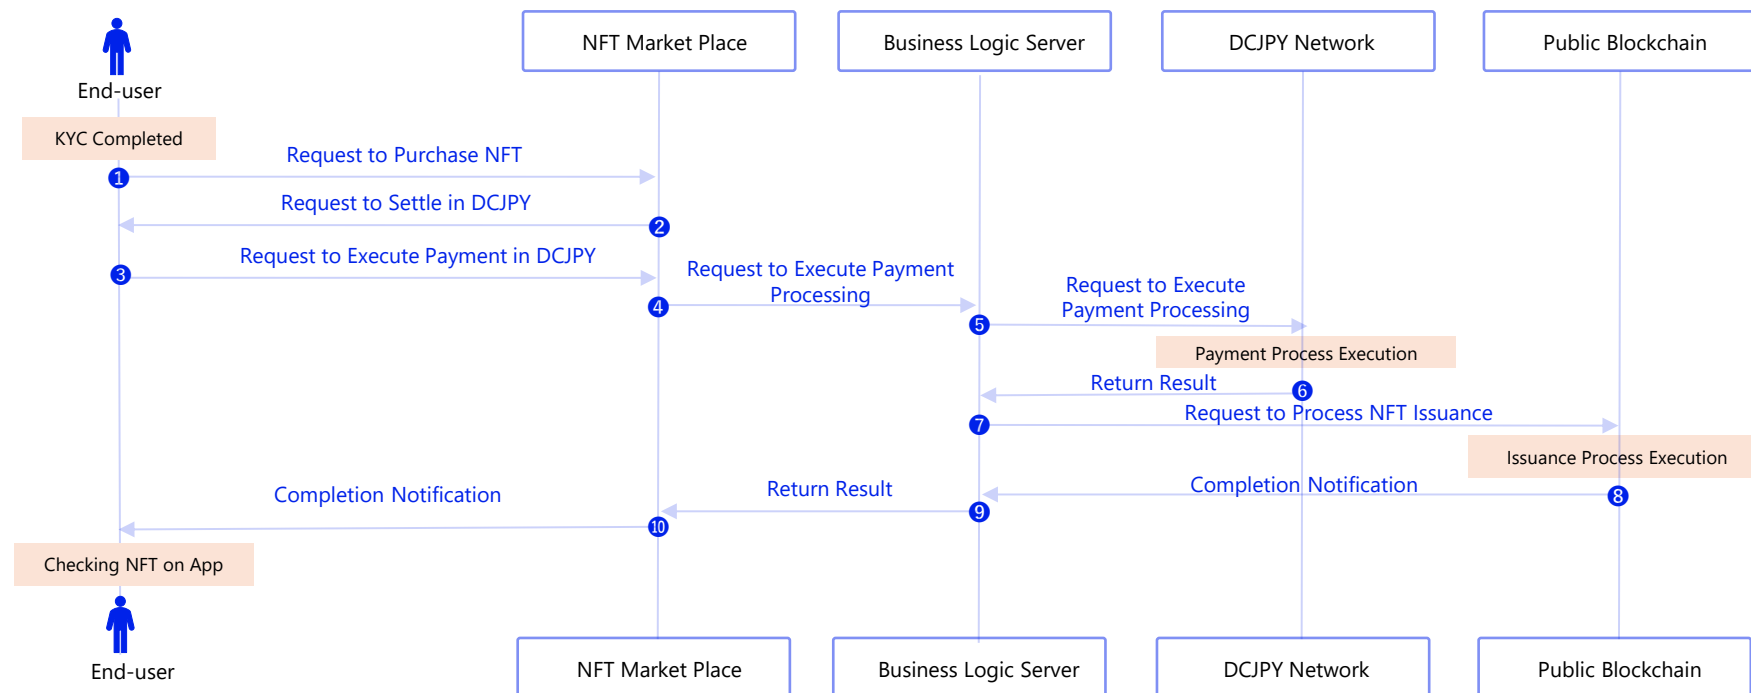 NFT Market Place
Business Logic Server
DCJPY Network
Public Blockchain
End-user
KYC Completed
Request to Purchase NFT
1
Request to Settle in DCJPY
2
Request to Execute Payment in DCJPY
3
Request to Execute Payment
Processing
4
Request to Execute
Payment Processing
5
Payment Process Execution
Return Result
6
Request to Process NFT Issuance
7
Issuance Process Execution
Completion Notification
8
Return Result
9
Completion Notification
10
Checking NFT on App
End-user
NFT Market Place
Business Logic Server
DCJPY Network
Public Blockchain